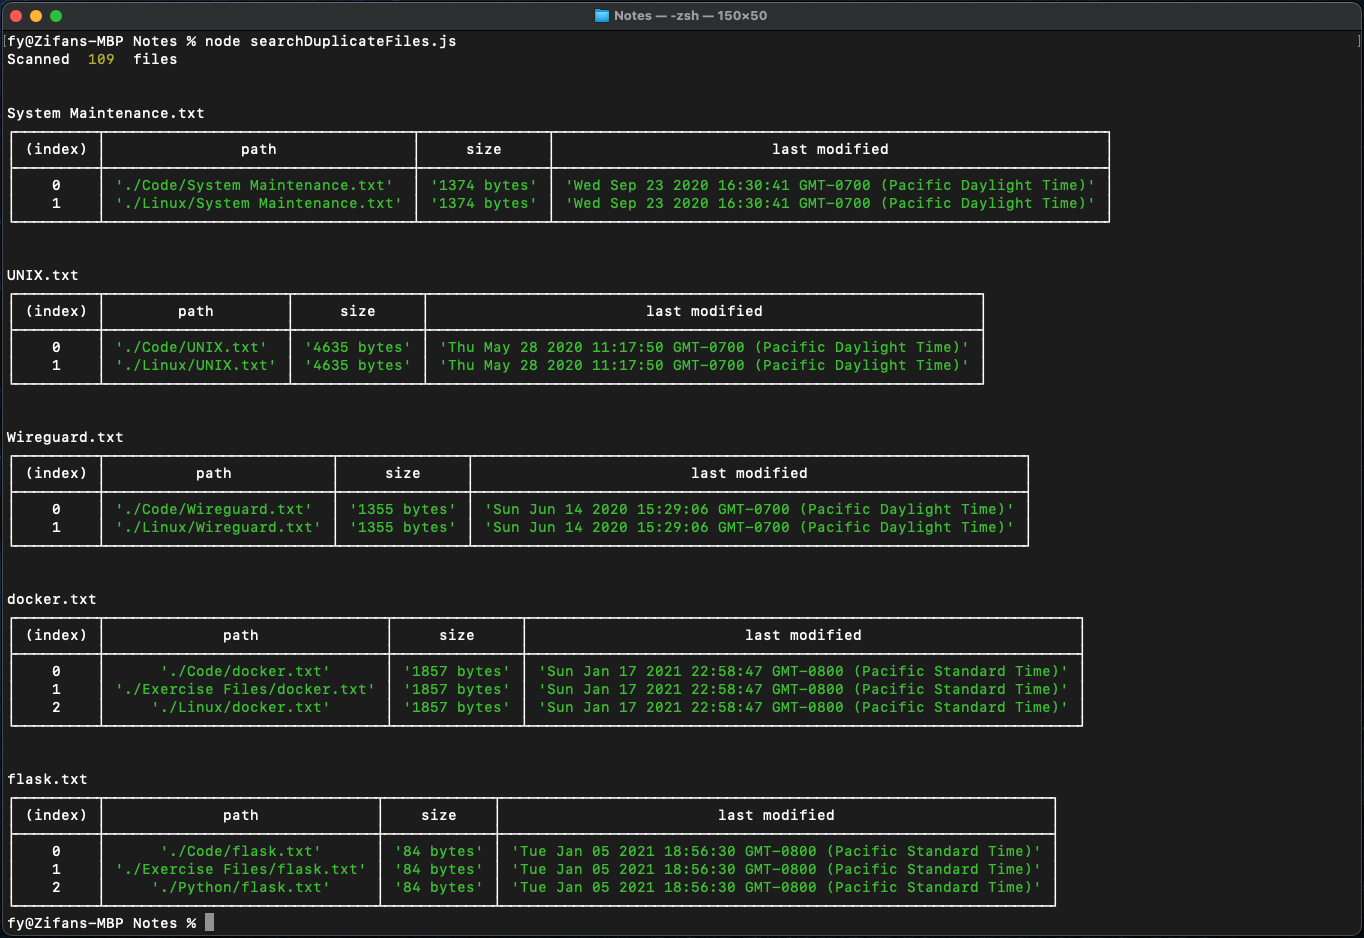 Notes — -zsh — 150×50
fy@Zifans-MBP Notes % node searchDuplicateFiles.js
Scanned 109 files
System Maintenance.txt
(index) path size last modified
0 './Code/System Maintenance.txt' '1374 bytes' 'Wed Sep 23 2020 16:30:41 GMT-0700 (Pacific Daylight Time)'
1 './Linux/System Maintenance.txt' '1374 bytes' 'Wed Sep 23 2020 16:30:41 GMT-0700 (Pacific Daylight Time)'
UNIX.txt
(index) path size last modified
0 './Code/UNIX.txt' '4635 bytes' 'Thu May 28 2020 11:17:50 GMT-0700 (Pacific Daylight Time)'
1 './Linux/UNIX.txt' '4635 bytes' 'Thu May 28 2020 11:17:50 GMT-0700 (Pacific Daylight Time)'
Wireguard.txt
(index) path size last modified
0 './Code/Wireguard.txt' '1355 bytes' 'Sun Jun 14 2020 15:29:06 GMT-0700 (Pacific Daylight Time)'
1 './Linux/Wireguard.txt' '1355 bytes' 'Sun Jun 14 2020 15:29:06 GMT-0700 (Pacific Daylight Time)'
docker.txt
(index) path size last modified
0 './Code/docker.txt' '1857 bytes' 'Sun Jan 17 2021 22:58:47 GMT-0800 (Pacific Standard Time)'
1 './Exercise Files/docker.txt' '1857 bytes' 'Sun Jan 17 2021 22:58:47 GMT-0800 (Pacific Standard Time)'
2 './Linux/docker.txt' '1857 bytes' 'Sun Jan 17 2021 22:58:47 GMT-0800 (Pacific Standard Time)'
flask.txt
(index) path size last modified
0 './Code/flask.txt' '84 bytes' 'Tue Jan 05 2021 18:56:30 GMT-0800 (Pacific Standard Time)'
1 './Exercise Files/flask.txt' '84 bytes' 'Tue Jan 05 2021 18:56:30 GMT-0800 (Pacific Standard Time)'
2 './Python/flask.txt' '84 bytes' 'Tue Jan 05 2021 18:56:30 GMT-0800 (Pacific Standard Time)'
fy@Zifans-MBP Notes %